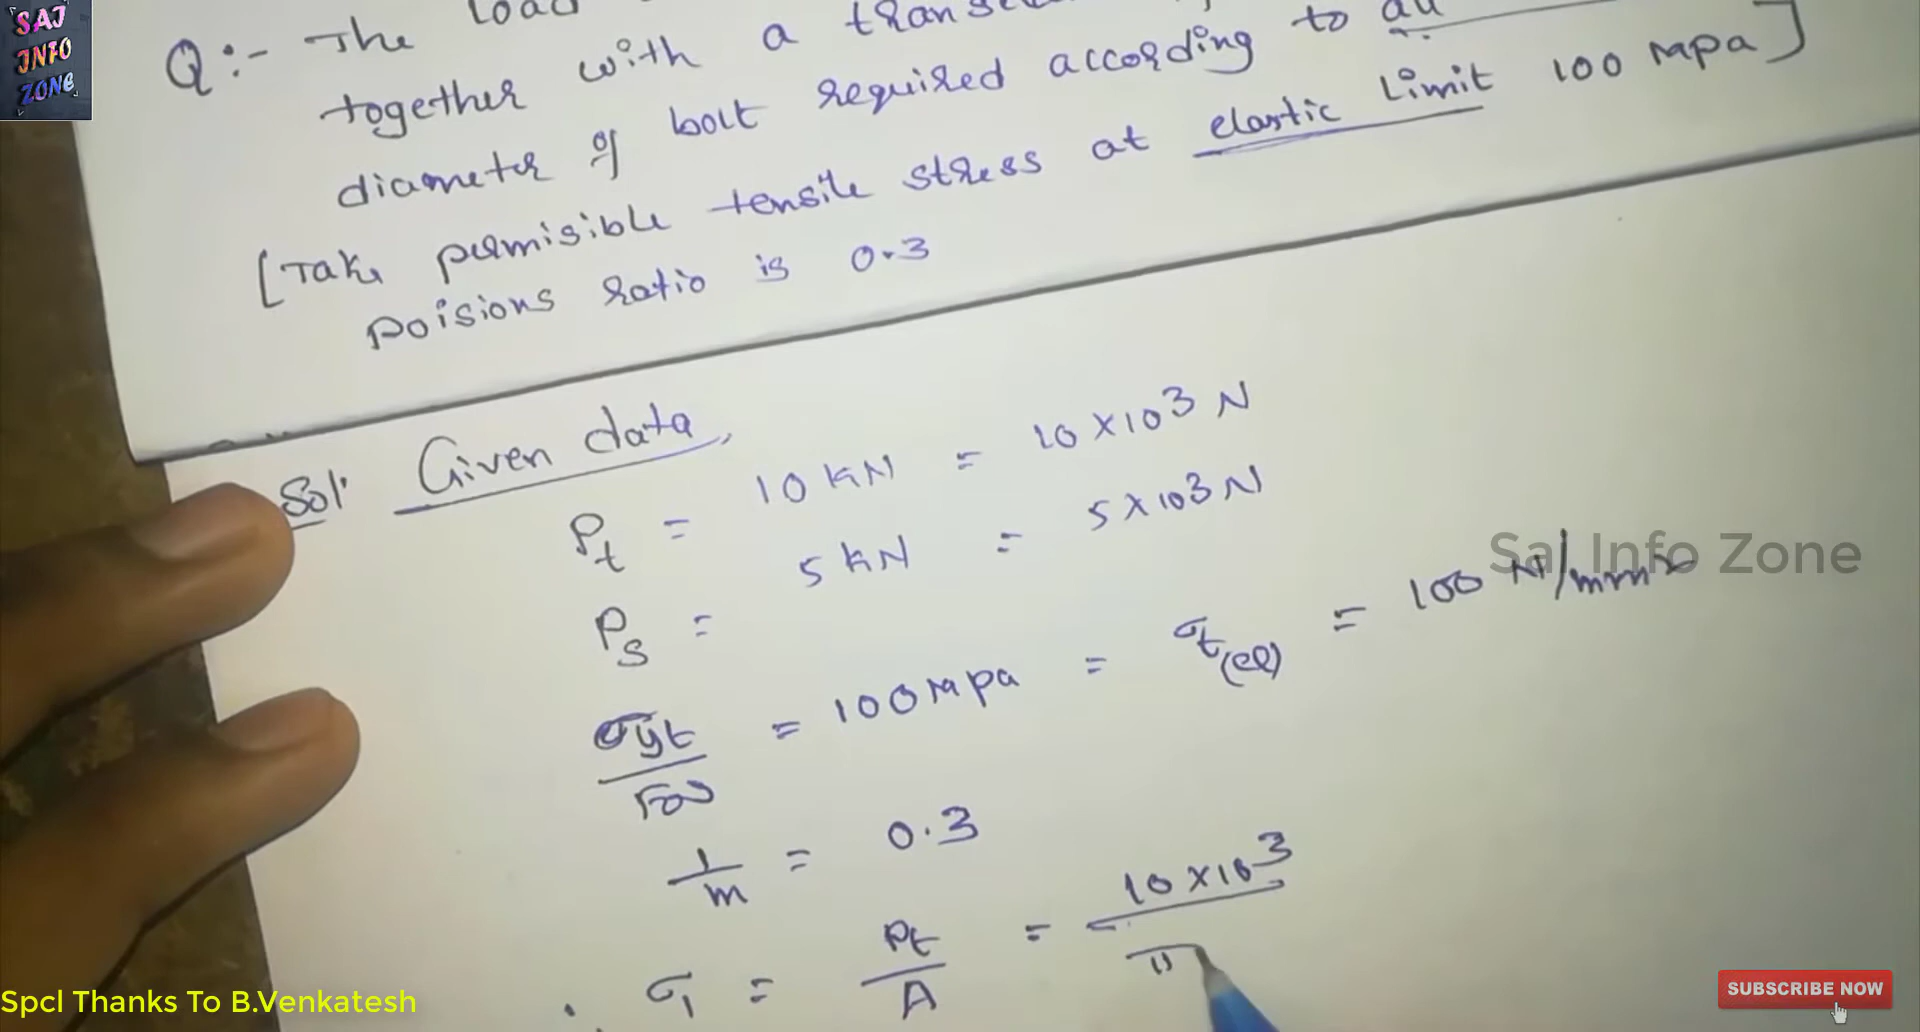 SAJ
INFO
ZONE
Q:- The Load
together with a
diameter of bolt required according to
[Take permisible tensile stress at elastic Limit 100 Mpa]
poisions ratio is 0.3
Sol' Given data,
Pt = 10 KN = 10×10³ N
Ps = 5 kN = 5×10³ N
σyt/FOS = 100 Mpa = σt(el) = 100 N/mm²
1/m = 0.3
∴ σ1 = Pt/A = 10×10³/π
Sai Info Zone
Spcl Thanks To B.Venkatesh
SUBSCRIBE NOW